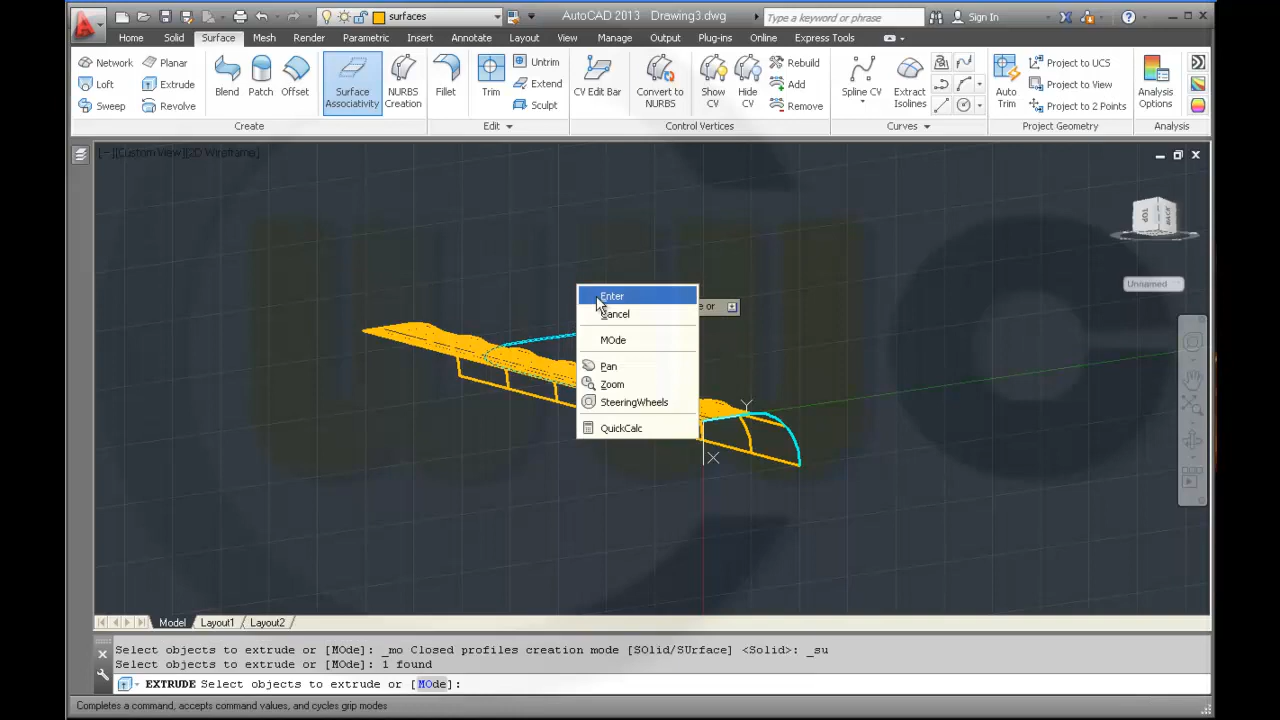 AutoCAD 2013 Drawing3.dwg
surfaces
Type a keyword or phrase
Sign In
Home Solid Surface Mesh Render Parametric Insert Annotate Layout View Manage Output Plug-ins Online Express Tools
Network Planar
Loft Extrude
Sweep Revolve
Blend Patch Offset
Surface Associativity
NURBS Creation
Fillet Trim
Untrim
Extend
Sculpt
CV Edit Bar
Convert to NURBS
Show CV
Hide CV
Rebuild
Add
Remove
Spline CV
Extract Isolines
Auto Trim
Project to UCS
Project to View
Project to 2 Points
Analysis Options
Create Edit Control Vertices Curves Project Geometry Analysis
[−][Custom View][2D Wireframe]
TOP
BACK
Unnamed
e or
Enter
Cancel
MOde
Pan
Zoom
SteeringWheels
QuickCalc
Y
X
Model Layout1 Layout2
Select objects to extrude or [MOde]: _mo Closed profiles creation mode [SOlid/SUrface] <Solid>: _su
Select objects to extrude or [MOde]: 1 found
EXTRUDE Select objects to extrude or [MOde]:
Completes a command, accepts command values, and cycles grip modes